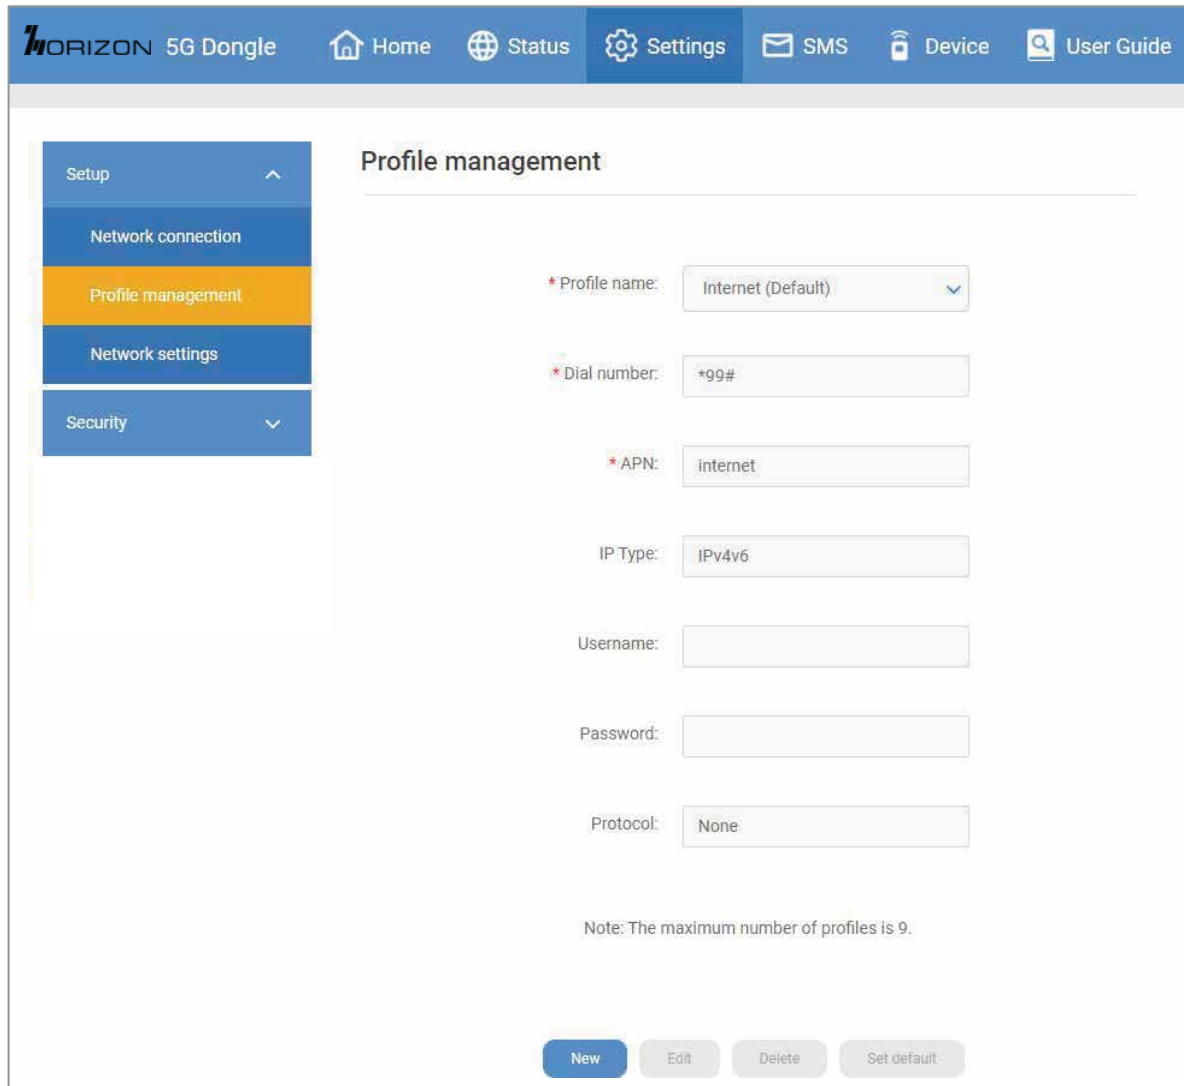 HORIZON 5G Dongle Home Status Settings SMS Device User Guide
Setup
Network connection
Profile management
Network settings
Security
Profile management
* Profile name: Internet (Default)
* Dial number: *99#
* APN: internet
IP Type: IPv4v6
Username:
Password:
Protocol: None
Note: The maximum number of profiles is 9.
New Edit Delete Set default